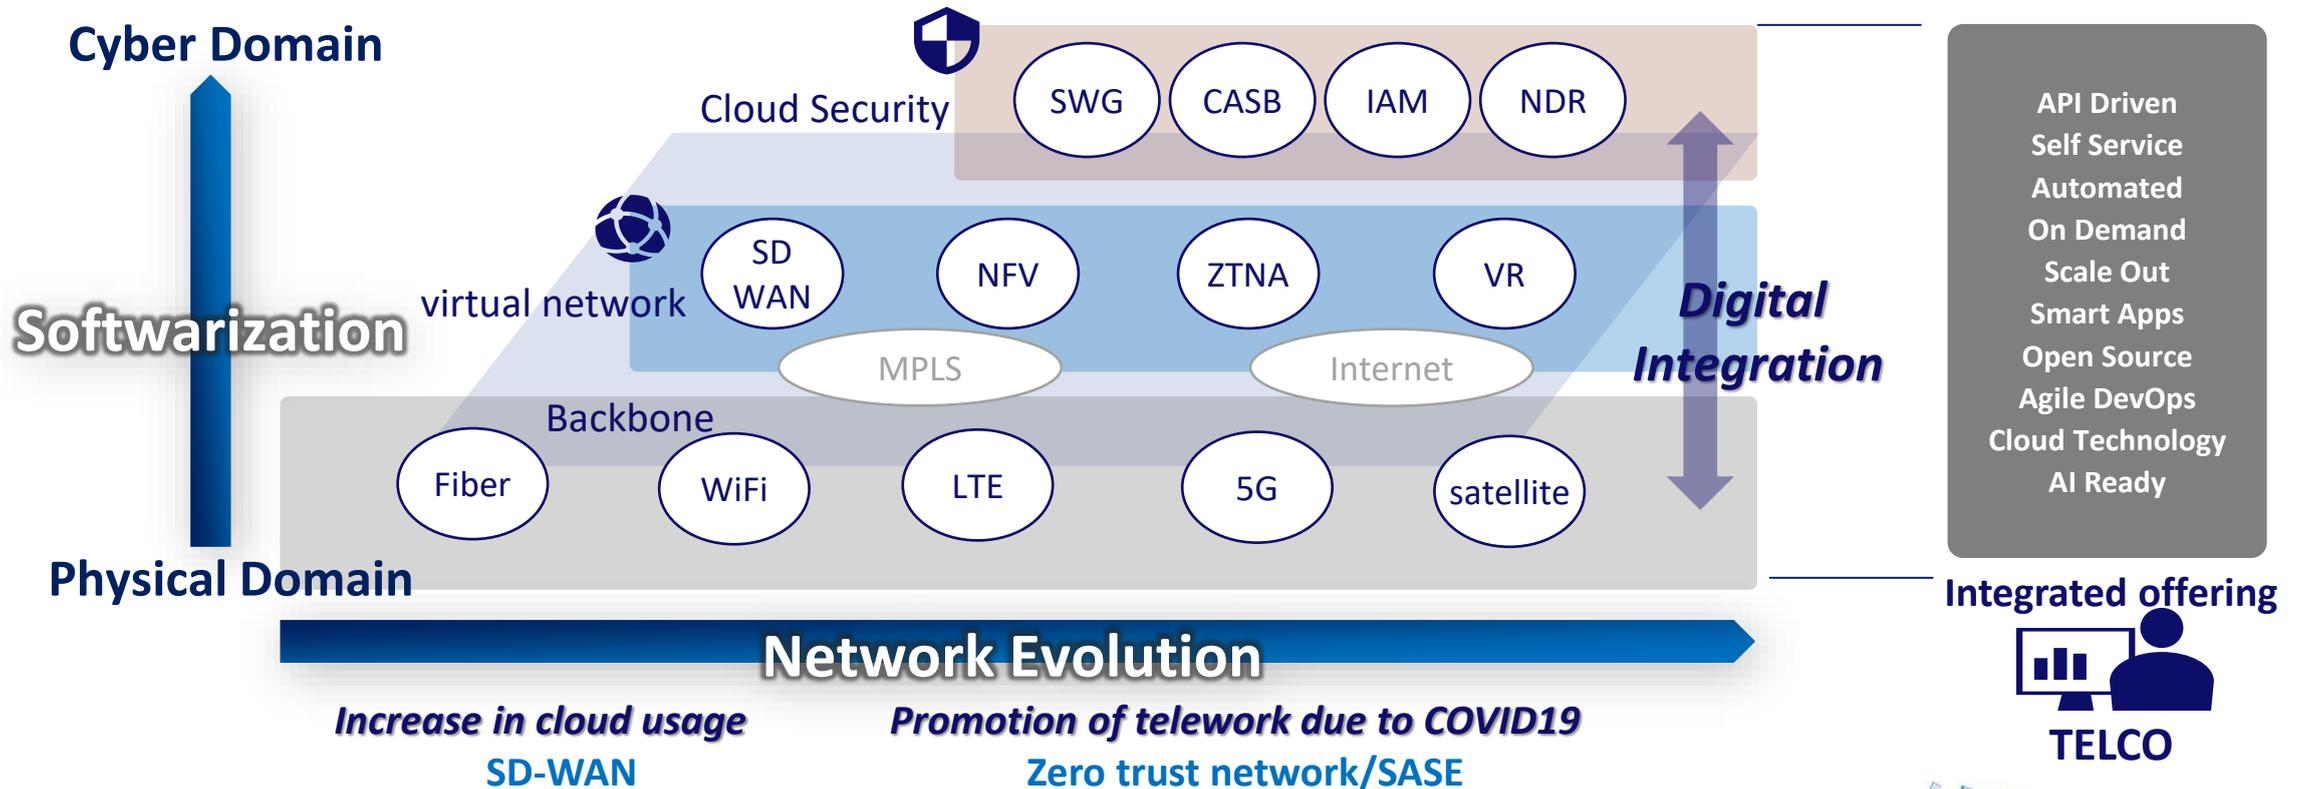 Cyber Domain
Cloud Security
SWG
CASB
IAM
NDR
Softwarization
virtual network
SD
WAN
NFV
ZTNA
VR
MPLS
Internet
Digital
Integration
Backbone
Fiber
WiFi
LTE
5G
satellite
Physical Domain
Network Evolution
Increase in cloud usage
SD-WAN
Promotion of telework due to COVID19
Zero trust network/SASE
API Driven
Self Service
Automated
On Demand
Scale Out
Smart Apps
Open Source
Agile DevOps
Cloud Technology
AI Ready
Integrated offering
TELCO